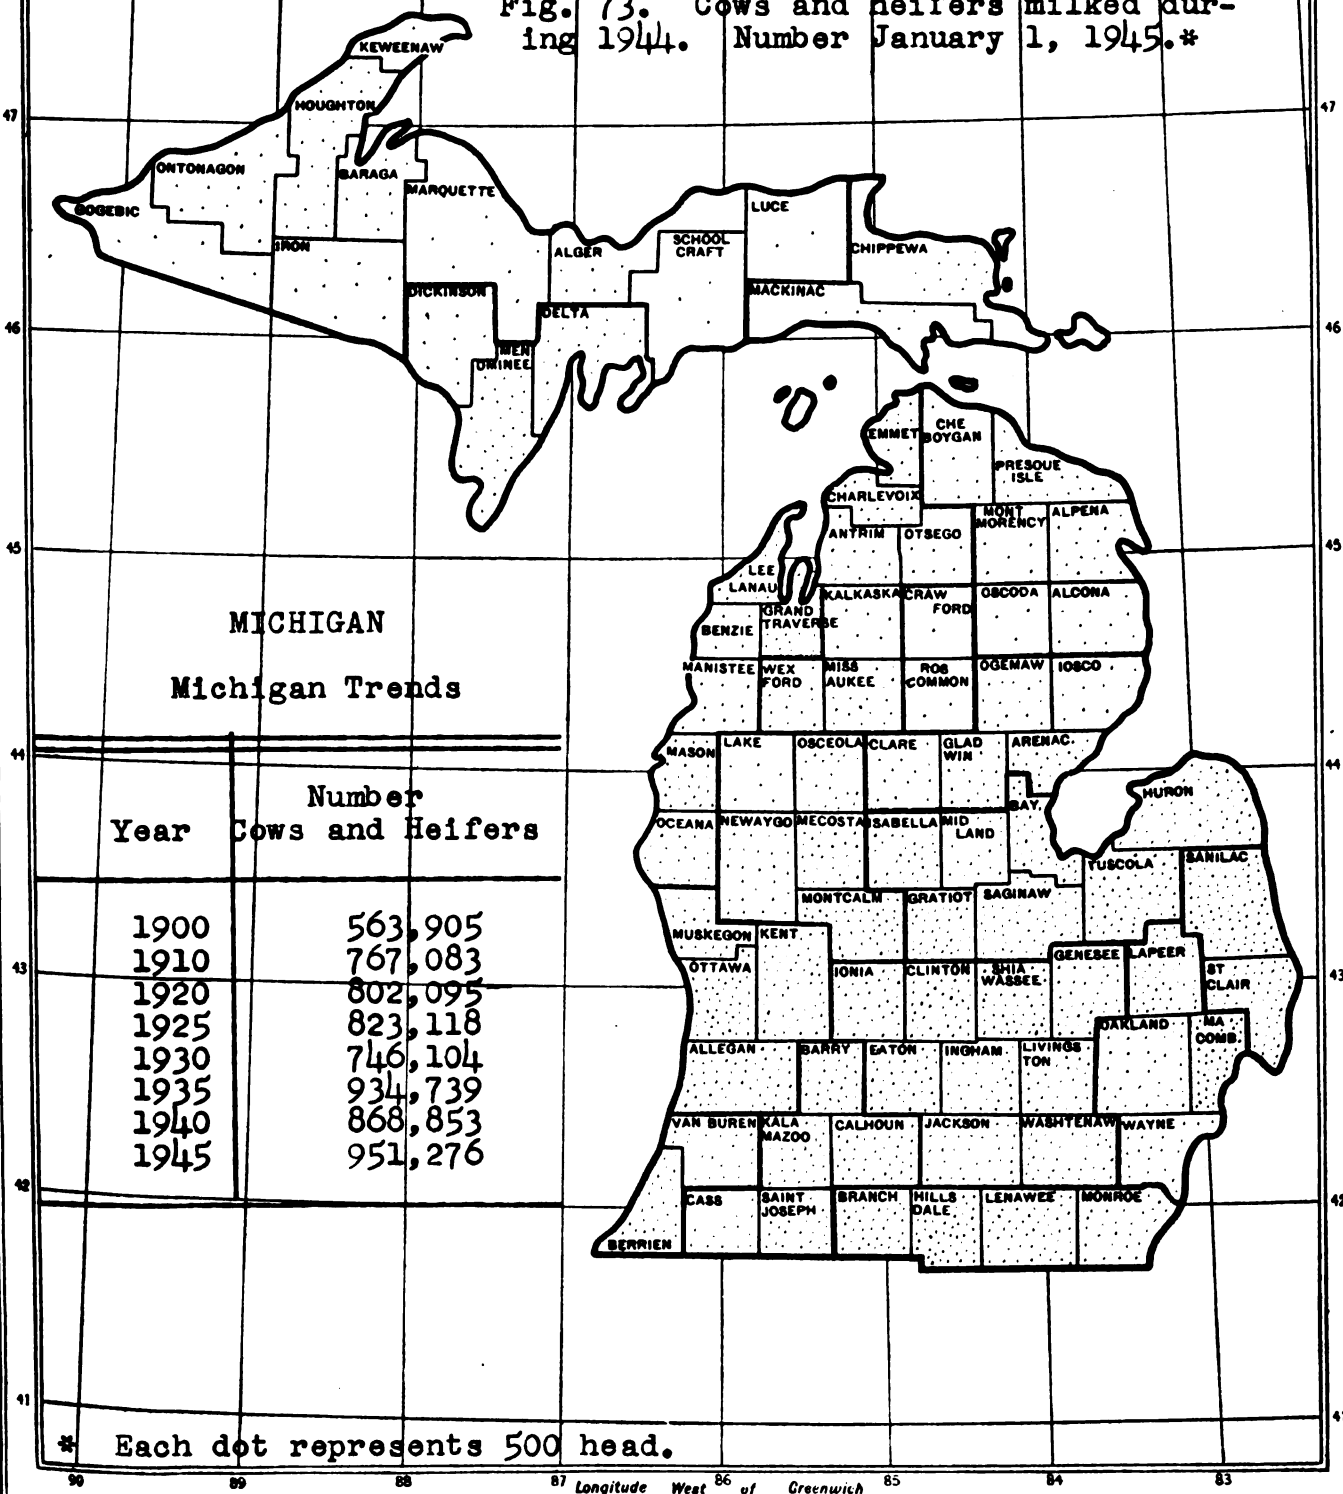 Fig. 73. Cows and heifers milked dur-
ing 1944. Number January 1, 1945.*
KEWEENAW
HOUGHTON
47
47
ONTONAGON
BARAGA
MARQUETTE
GOGEBIC
LUCE
IRON
ALGER
SCHOOL
CRAFT
CHIPPEWA
DICKINSON
MACKINAC
DELTA
46
46
MEN
OMINEE
EMMET
CHE
BOYGAN
PRESQUE
ISLE
CHARLEVOIX
MONT
MORENCY
ALPENA
ANTRIM
OTSEGO
45
45
LEE
LANAU
KALKASKA
CRAW
FORD
OSCODA
ALCONA
GRAND
TRAVERSE
BENZIE
MICHIGAN
MANISTEE
WEX
FORD
MISS
AUKEE
ROS
COMMON
OGEMAW
IOSCO
Michigan Trends
44
44
MASON
LAKE
OSCEOLA
CLARE
GLAD
WIN
ARENAC
HURON
BAY
Number
Year Cows and Heifers
OCEANA
NEWAYGO
MECOSTA
ISABELLA
MID
LAND
TUSCOLA
SANILAC
MONTCALM
GRATIOT
SAGINAW
1900 563,905
1910 767,083
1920 802,095
1925 823,118
1930 746,104
1935 934,739
1940 868,853
1945 951,276
MUSKEGON
KENT
GENESEE
LAPEER
43
43
OTTAWA
IONIA
CLINTON
SHIA
WASSEE
ST
CLAIR
OAKLAND
MA
COMB
ALLEGAN
BARRY
EATON
INGHAM
LIVINGS
TON
VAN BUREN
KALA
MAZOO
CALHOUN
JACKSON
WASHTENAW
WAYNE
42
42
CASS
SAINT
JOSEPH
BRANCH
HILLS
DALE
LENAWEE
MONROE
BERRIEN
41
* Each dot represents 500 head.
90 89 88 87 86 85 84 83
Longitude West of Greenwich